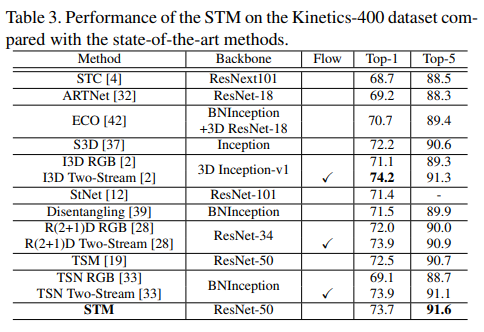 Table 3. Performance of the STM on the Kinetics-400 dataset com-
pared with the state-of-the-art methods.
Method Backbone Flow Top-1 Top-5
STC [4] ResNext101 68.7 88.5
ARTNet [32] ResNet-18 69.2 88.3
ECO [42] BNInception +3D ResNet-18 70.7 89.4
S3D [37] Inception 72.2 90.6
I3D RGB [2] 3D Inception-v1 71.1 89.3
I3D Two-Stream [2] ✓ 74.2 91.3
StNet [12] ResNet-101 71.4 -
Disentangling [39] BNInception 71.5 89.9
R(2+1)D RGB [28] ResNet-34 72.0 90.0
R(2+1)D Two-Stream [28] ✓ 73.9 90.9
TSM [19] ResNet-50 72.5 90.7
TSN RGB [33] BNInception 69.1 88.7
TSN Two-Stream [33] ✓ 73.9 91.1
STM ResNet-50 73.7 91.6